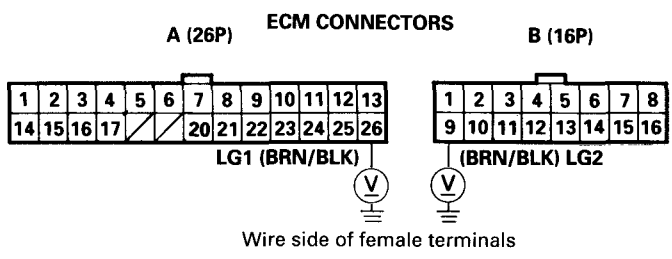 ECM CONNECTORS
A (26P)
B (16P)
1 2 3 4 5 6 7 8 9 10 11 12 13
14 15 16 17 20 21 22 23 24 25 26
1 2 3 4 5 6 7 8
9 10 11 12 13 14 15 16
LG1 (BRN/BLK)
(BRN/BLK) LG2
V
V
Wire side of female terminals